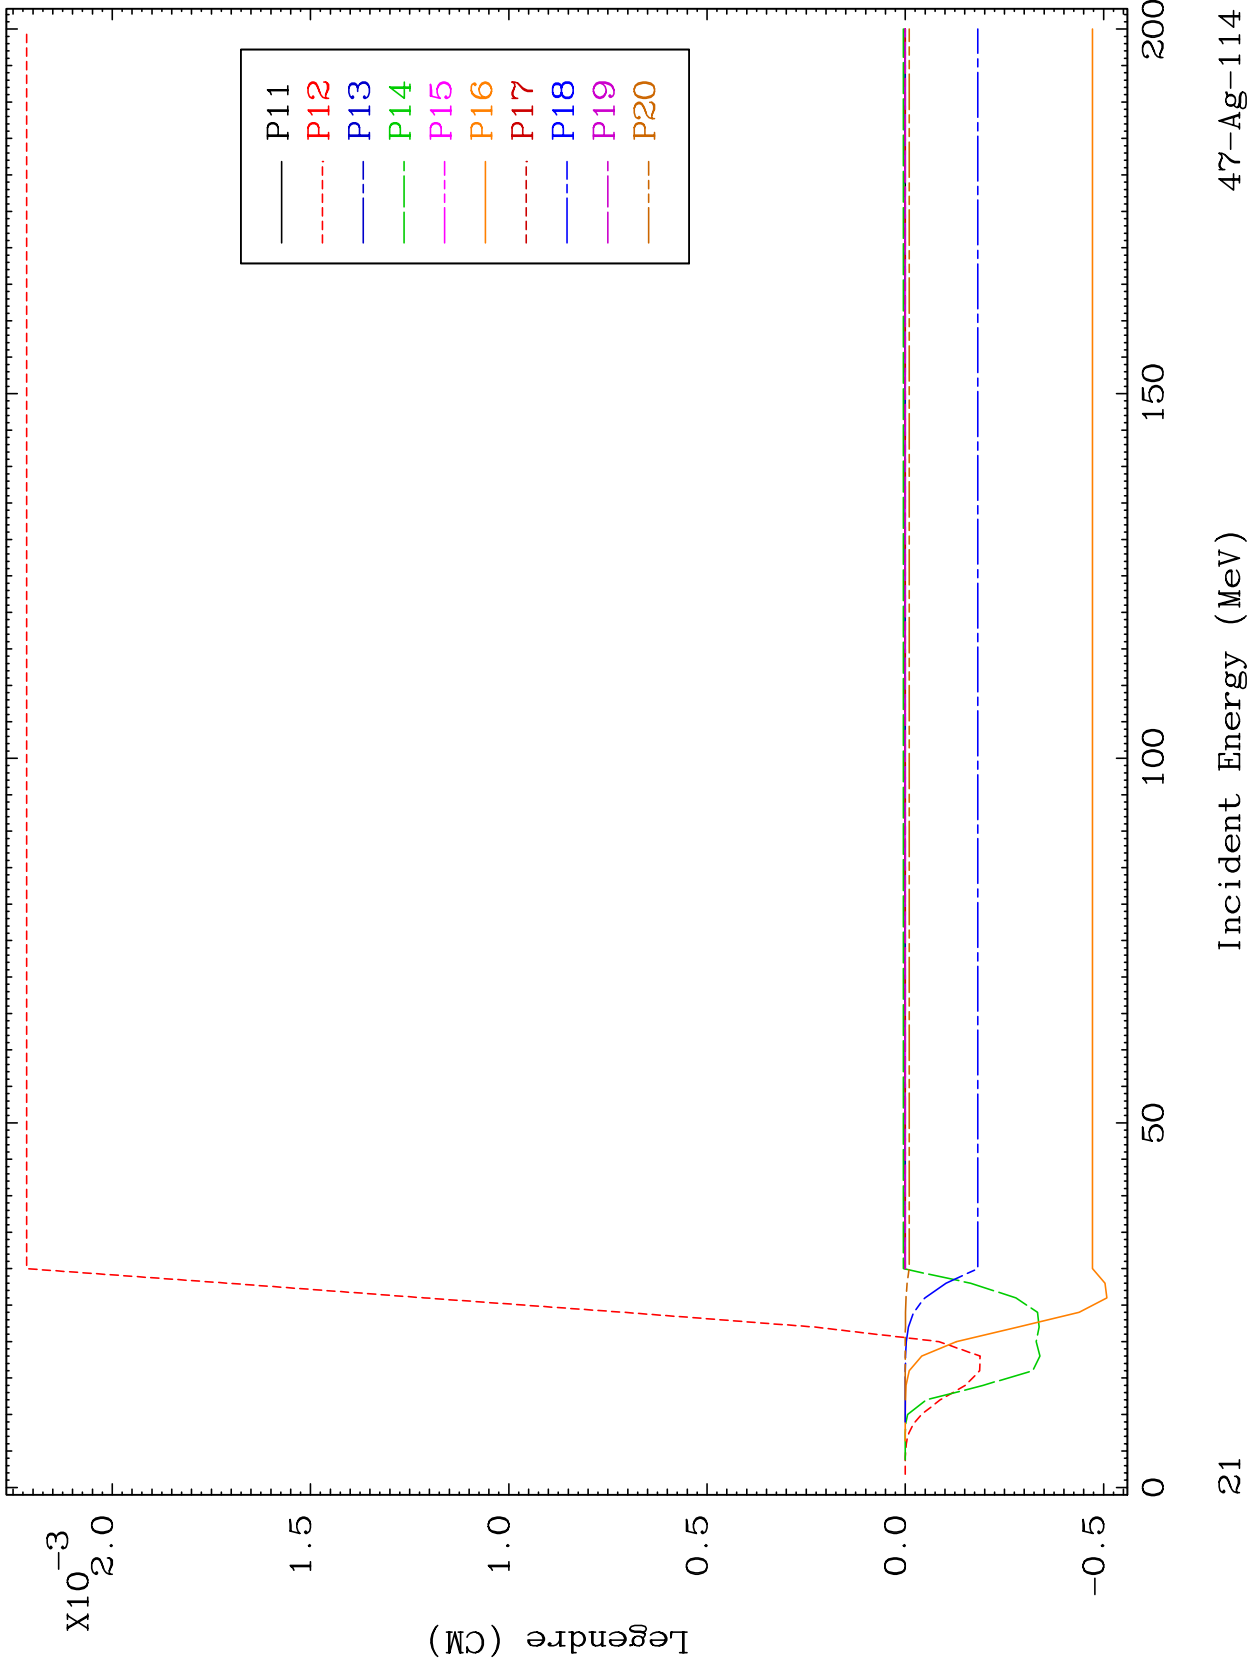 X10-3
2.0
1.5
1.0
0.5
0.0
-0.5
Legendre (CM)
P11
P12
P13
P14
P15
P16
P17
P18
P19
P20
0
50
100
150
200
21
Incident Energy (MeV)
47-Ag-114